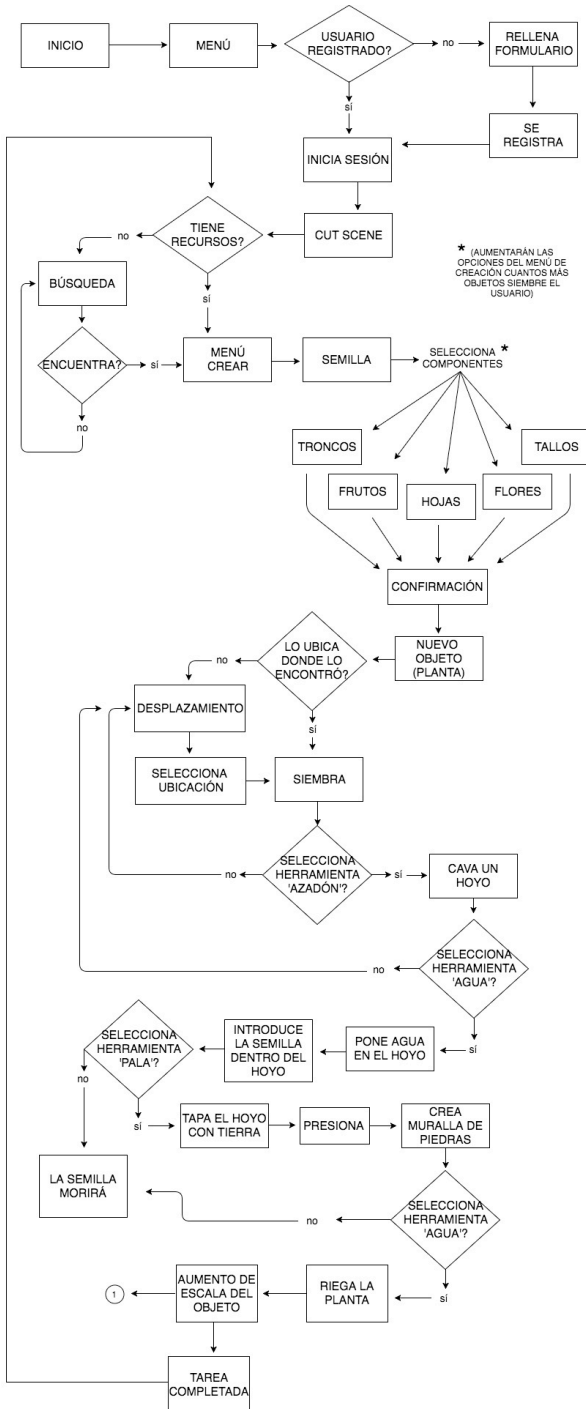 INICIO
MENÚ
USUARIO
REGISTRADO?
no
RELLENA
FORMULARIO
sí
SE
REGISTRA
INICIA SESIÓN
CUT SCENE
TIENE
RECURSOS?
no
sí
* (AUMENTARÁN LAS
OPCIONES DEL MENÚ DE
CREACIÓN CUANTOS MÁS
OBJETOS SIEMBRE EL
USUARIO)
BÚSQUEDA
ENCUENTRA?
sí
no
MENÚ
CREAR
SEMILLA
SELECCIONA *
COMPONENTES
TRONCOS
FRUTOS
HOJAS
FLORES
TALLOS
CONFIRMACIÓN
NUEVO
OBJETO
(PLANTA)
LO UBICA
DONDE LO
ENCONTRÓ?
no
sí
DESPLAZAMIENTO
SELECCIONA
UBICACIÓN
SIEMBRA
SELECCIONA
HERRAMIENTA
'AZADÓN'?
no
sí
CAVA UN
HOYO
SELECCIONA
HERRAMIENTA
'AGUA'?
no
sí
PONE AGUA
EN EL HOYO
INTRODUCE
LA SEMILLA
DENTRO DEL
HOYO
SELECCIONA
HERRAMIENTA
'PALA'?
no
sí
TAPA EL HOYO
CON TIERRA
PRESIONA
CREA
MURALLA DE
PIEDRAS
LA SEMILLA
MORIRÁ
SELECCIONA
HERRAMIENTA
'AGUA'?
no
sí
RIEGA LA
PLANTA
AUMENTO DE
ESCALA DEL
OBJETO
1
TAREA
COMPLETADA